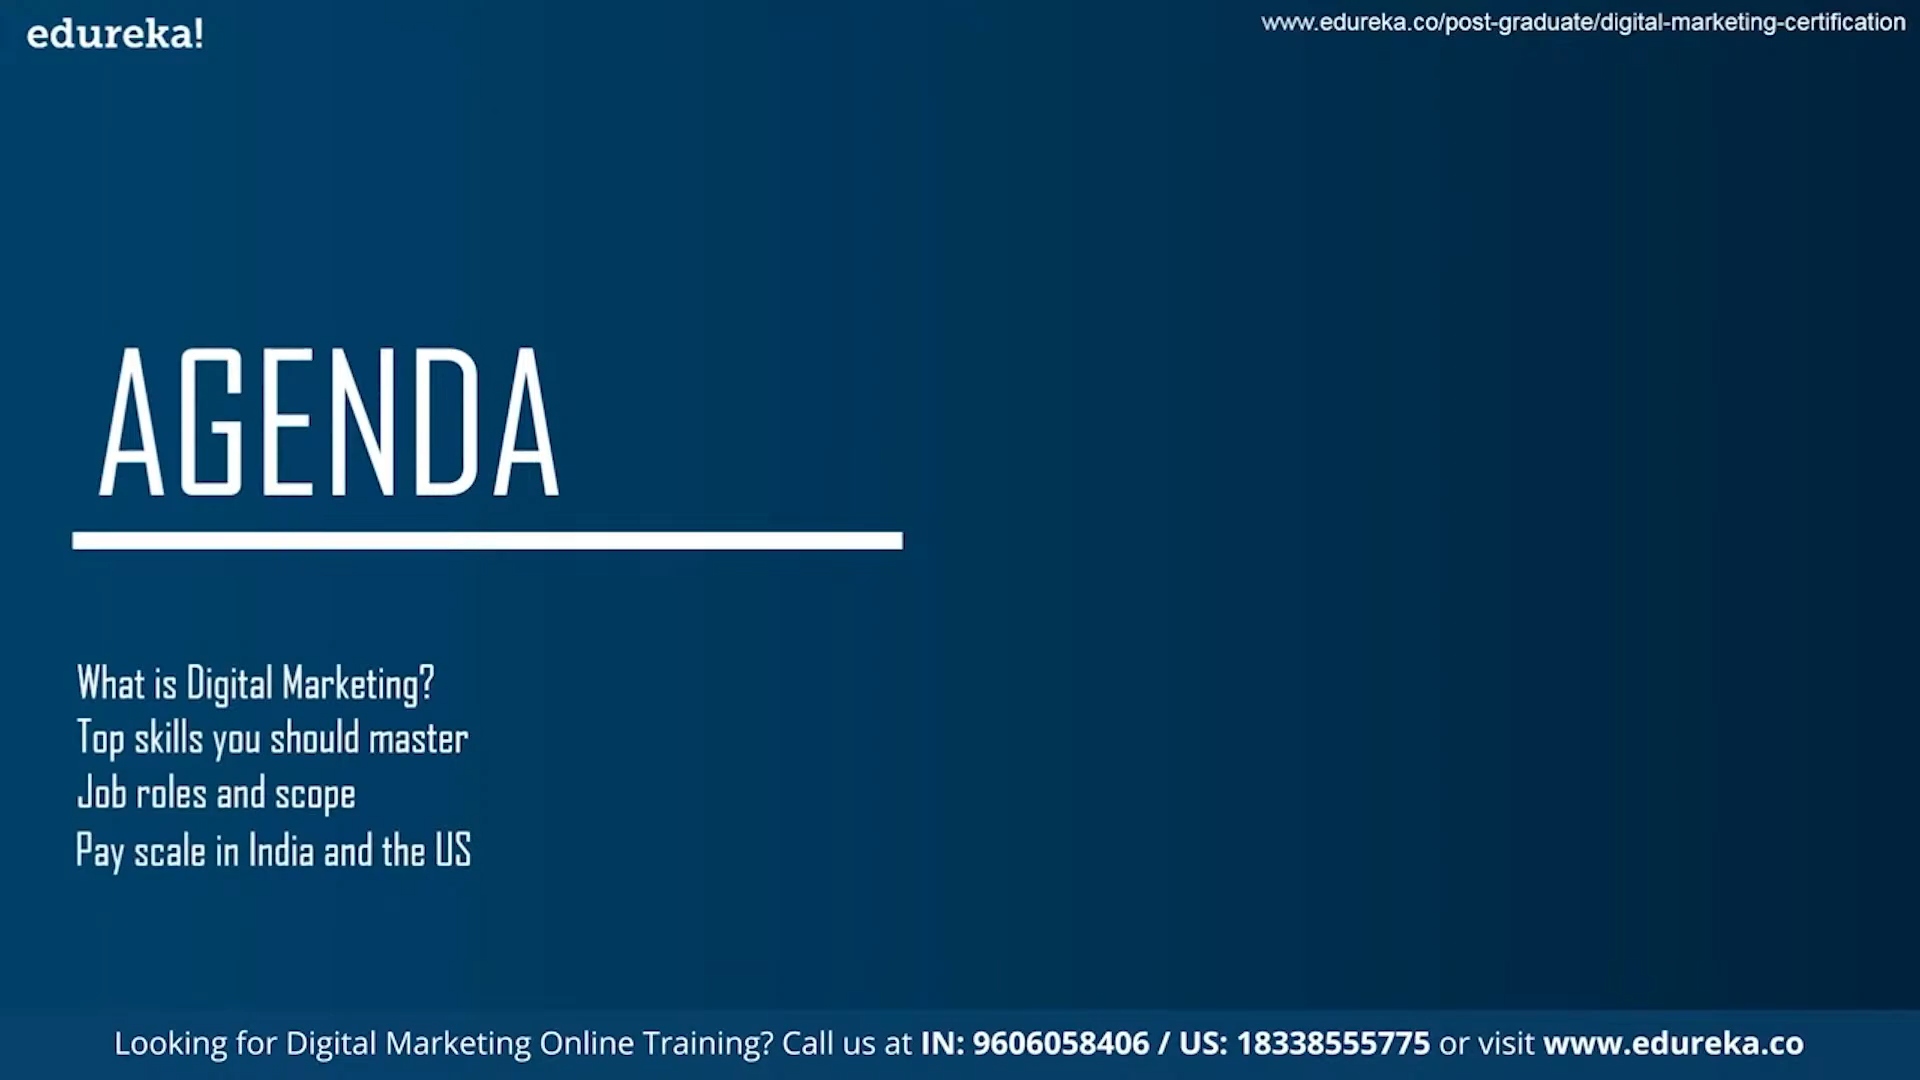 edureka!
www.edureka.co/post-graduate/digital-marketing-certification
AGENDA
What is Digital Marketing?
Top skills you should master
Job roles and scope
Pay scale in India and the US
Looking for Digital Marketing Online Training? Call us at IN: 9606058406 / US: 18338555775 or visit www.edureka.co